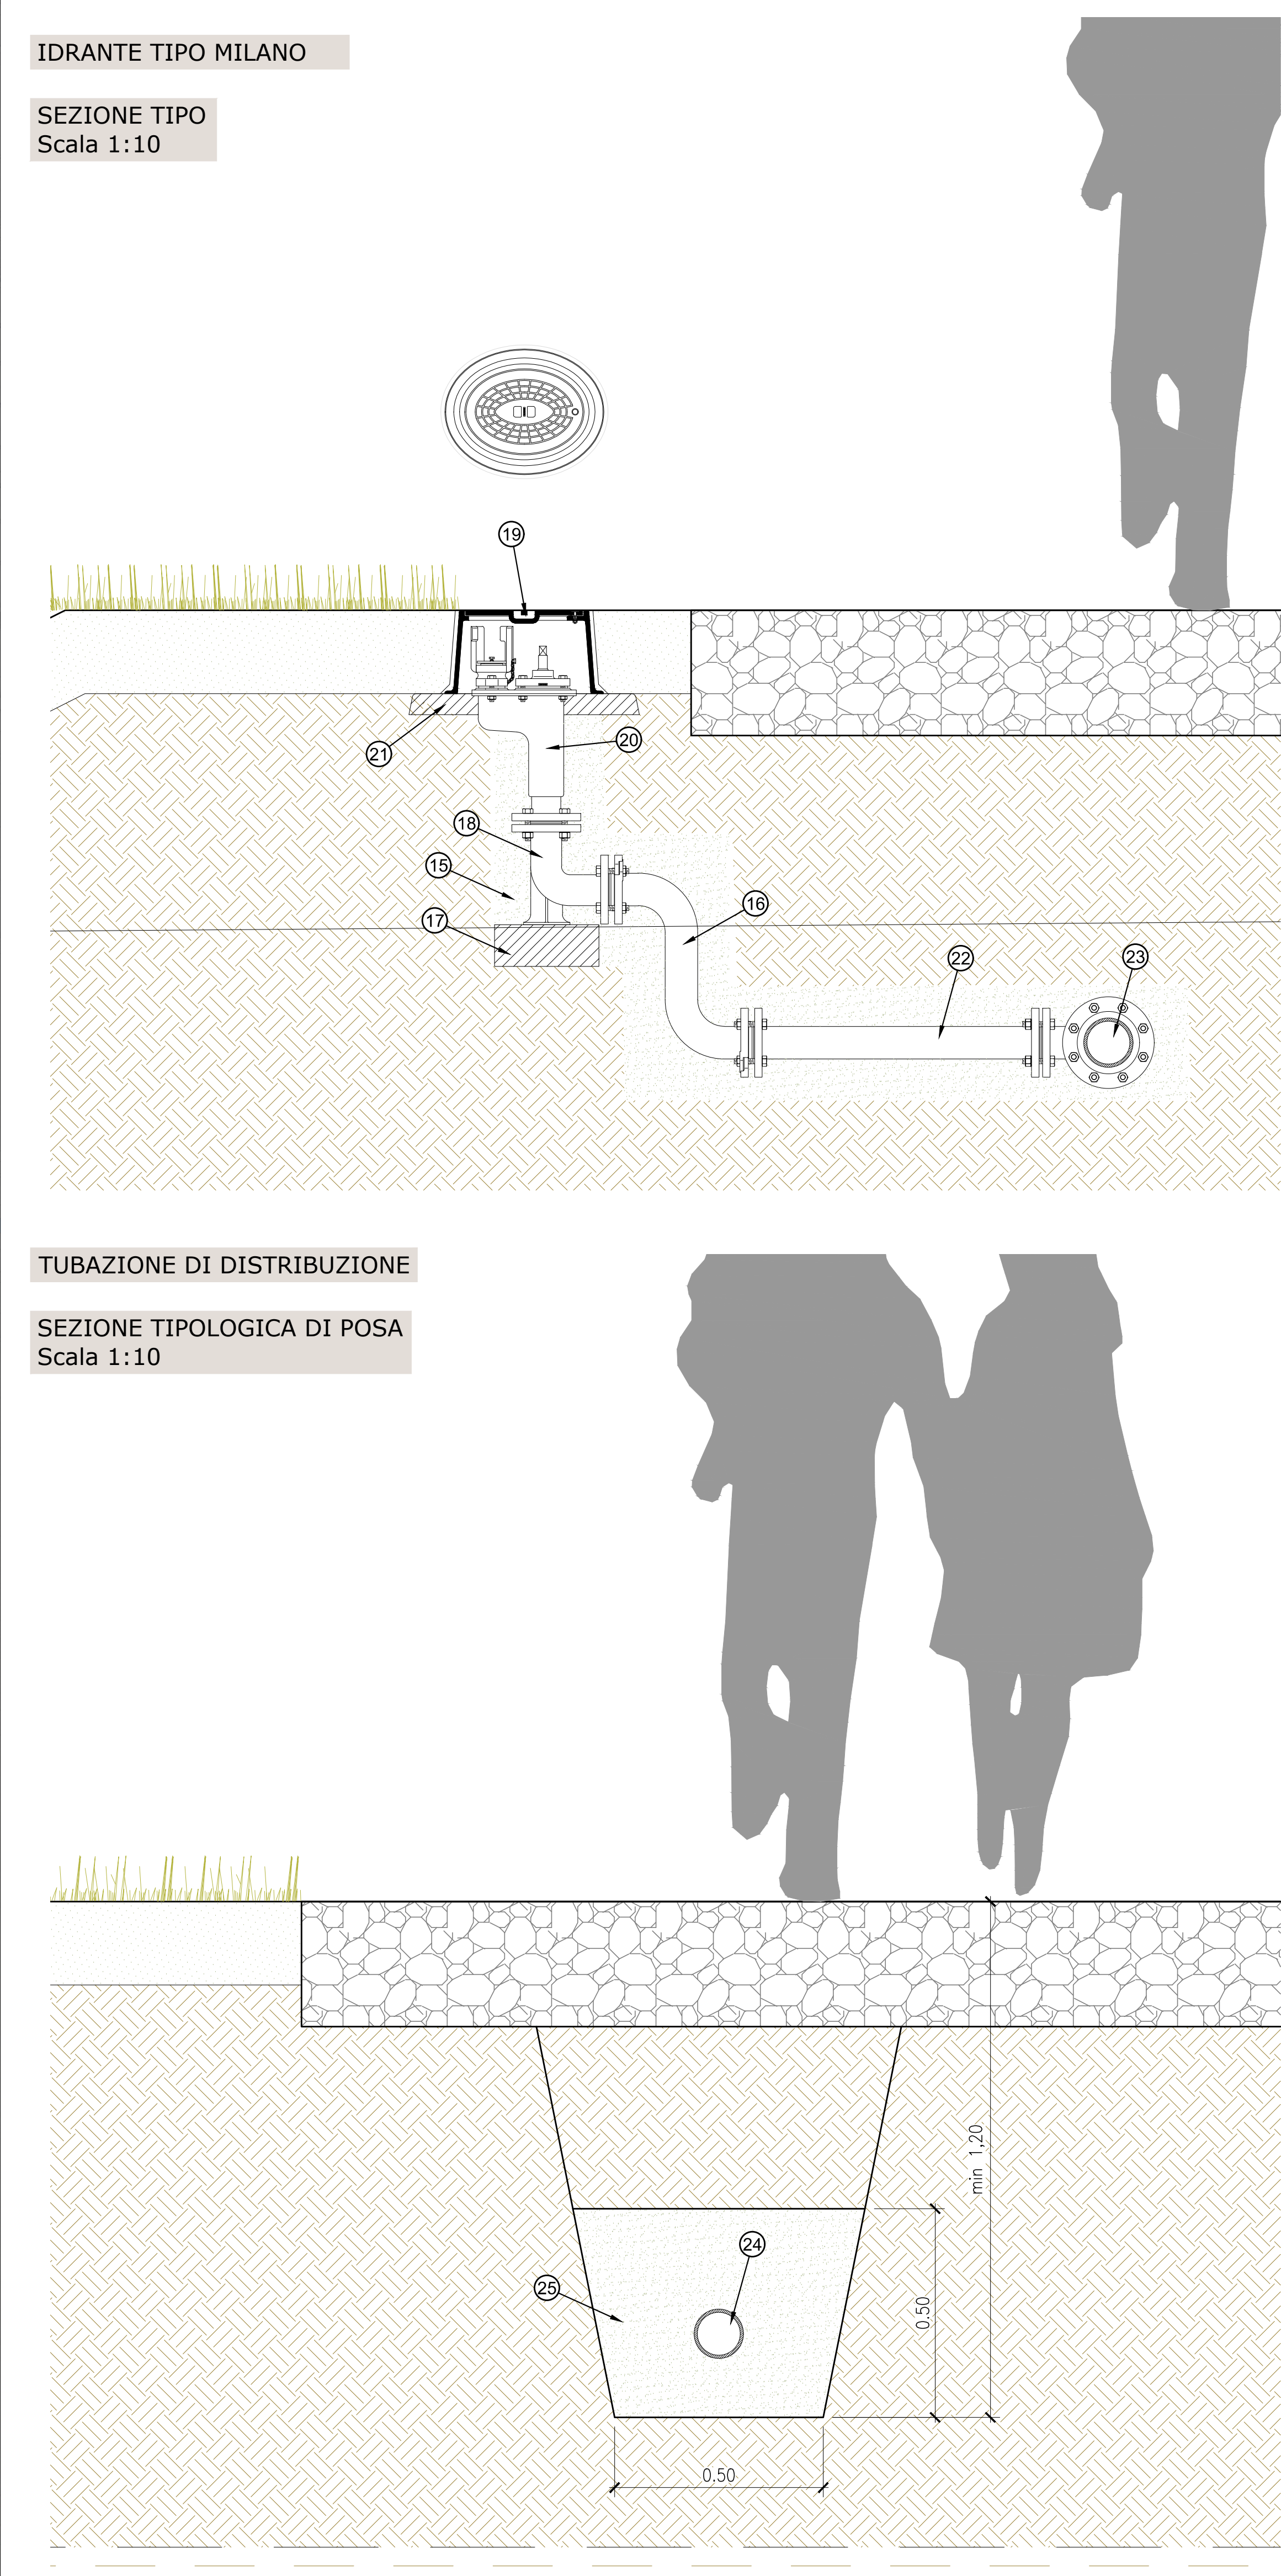 IDRANTE TIPO MILANO
SEZIONE TIPO
Scala 1:10
19
21
20
18
15
17
16
22
23
TUBAZIONE DI DISTRIBUZIONE
SEZIONE TIPOLOGICA DI POSA
Scala 1:10
min 1,20
24
25
0.50
0.50